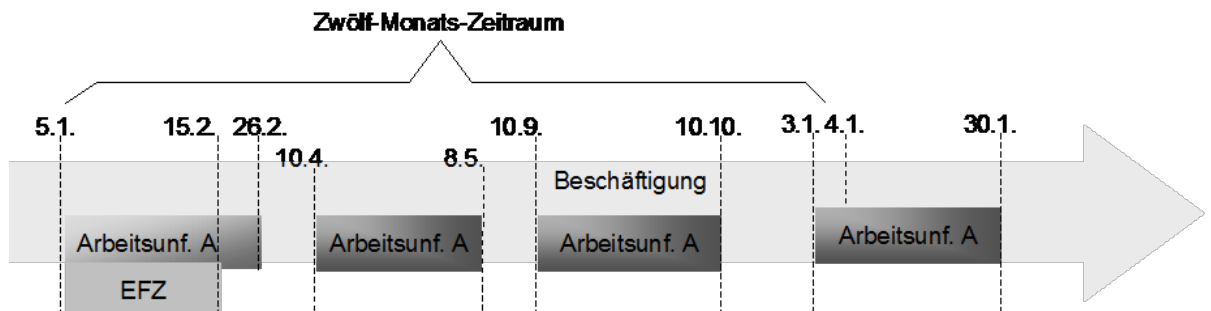 Zwölf-Monats-Zeitraum
5.1. 15.2. 26.2. 10.9. 10.10. 3.1. 4.1. 30.1.
10.4. 8.5.
Beschäftigung
Arbeitsunf. A Arbeitsunf. A Arbeitsunf. A Arbeitsunf. A
EFZ